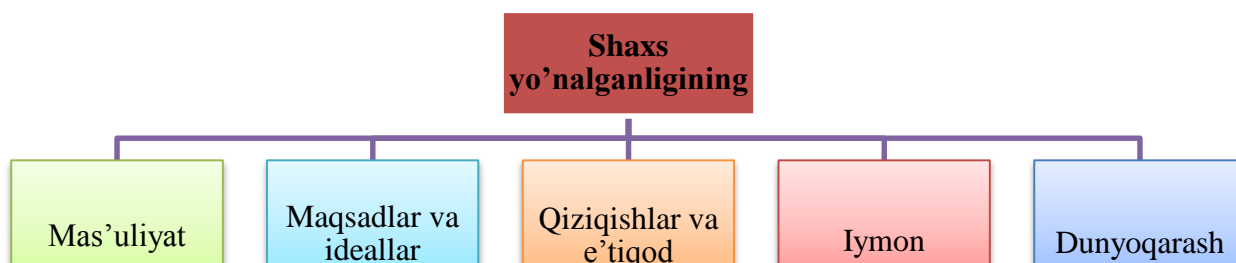 Shaxs
yo’nalganligining
Mas’uliyat
Maqsadlar va
ideallar
Qiziqishlar va
e’tiqod
Iymon
Dunyoqarash